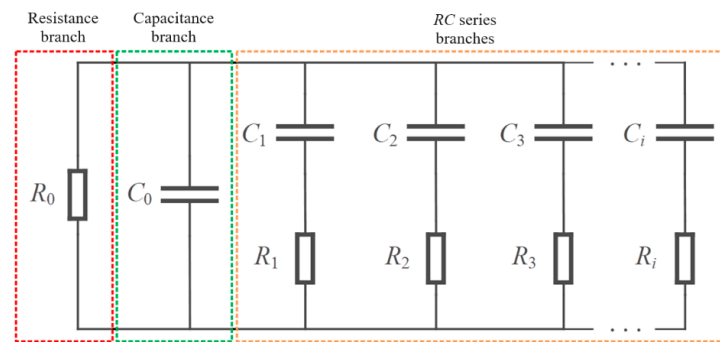 Resistance
branch
Capacitance
branch
RC series
branches
R₀
C₀
C₁
C₂
C₃
Cᵢ
R₁
R₂
R₃
Rᵢ